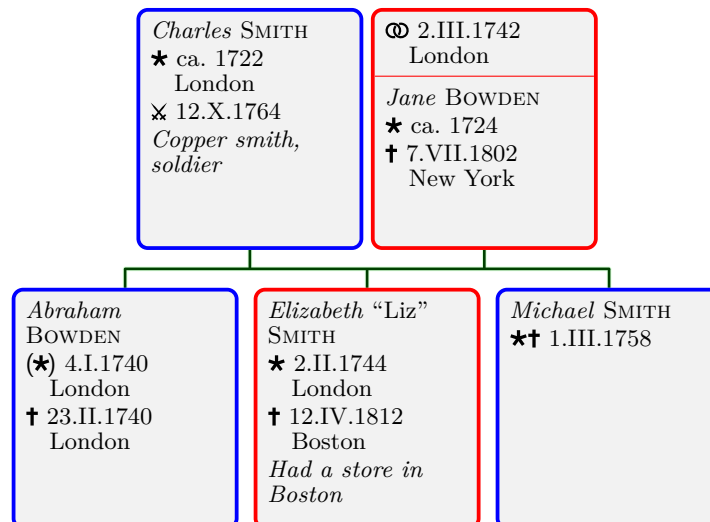 Charles SMITH
★ ca. 1722
London
⚔ 12.X.1764
Copper smith,
soldier
⚭ 2.III.1742
London
Jane BOWDEN
★ ca. 1724
✝ 7.VII.1802
New York
Abraham
BOWDEN
(★) 4.I.1740
London
✝ 23.II.1740
London
Elizabeth “Liz”
SMITH
★ 2.II.1744
London
✝ 12.IV.1812
Boston
Had a store in
Boston
Michael SMITH
★✝ 1.III.1758